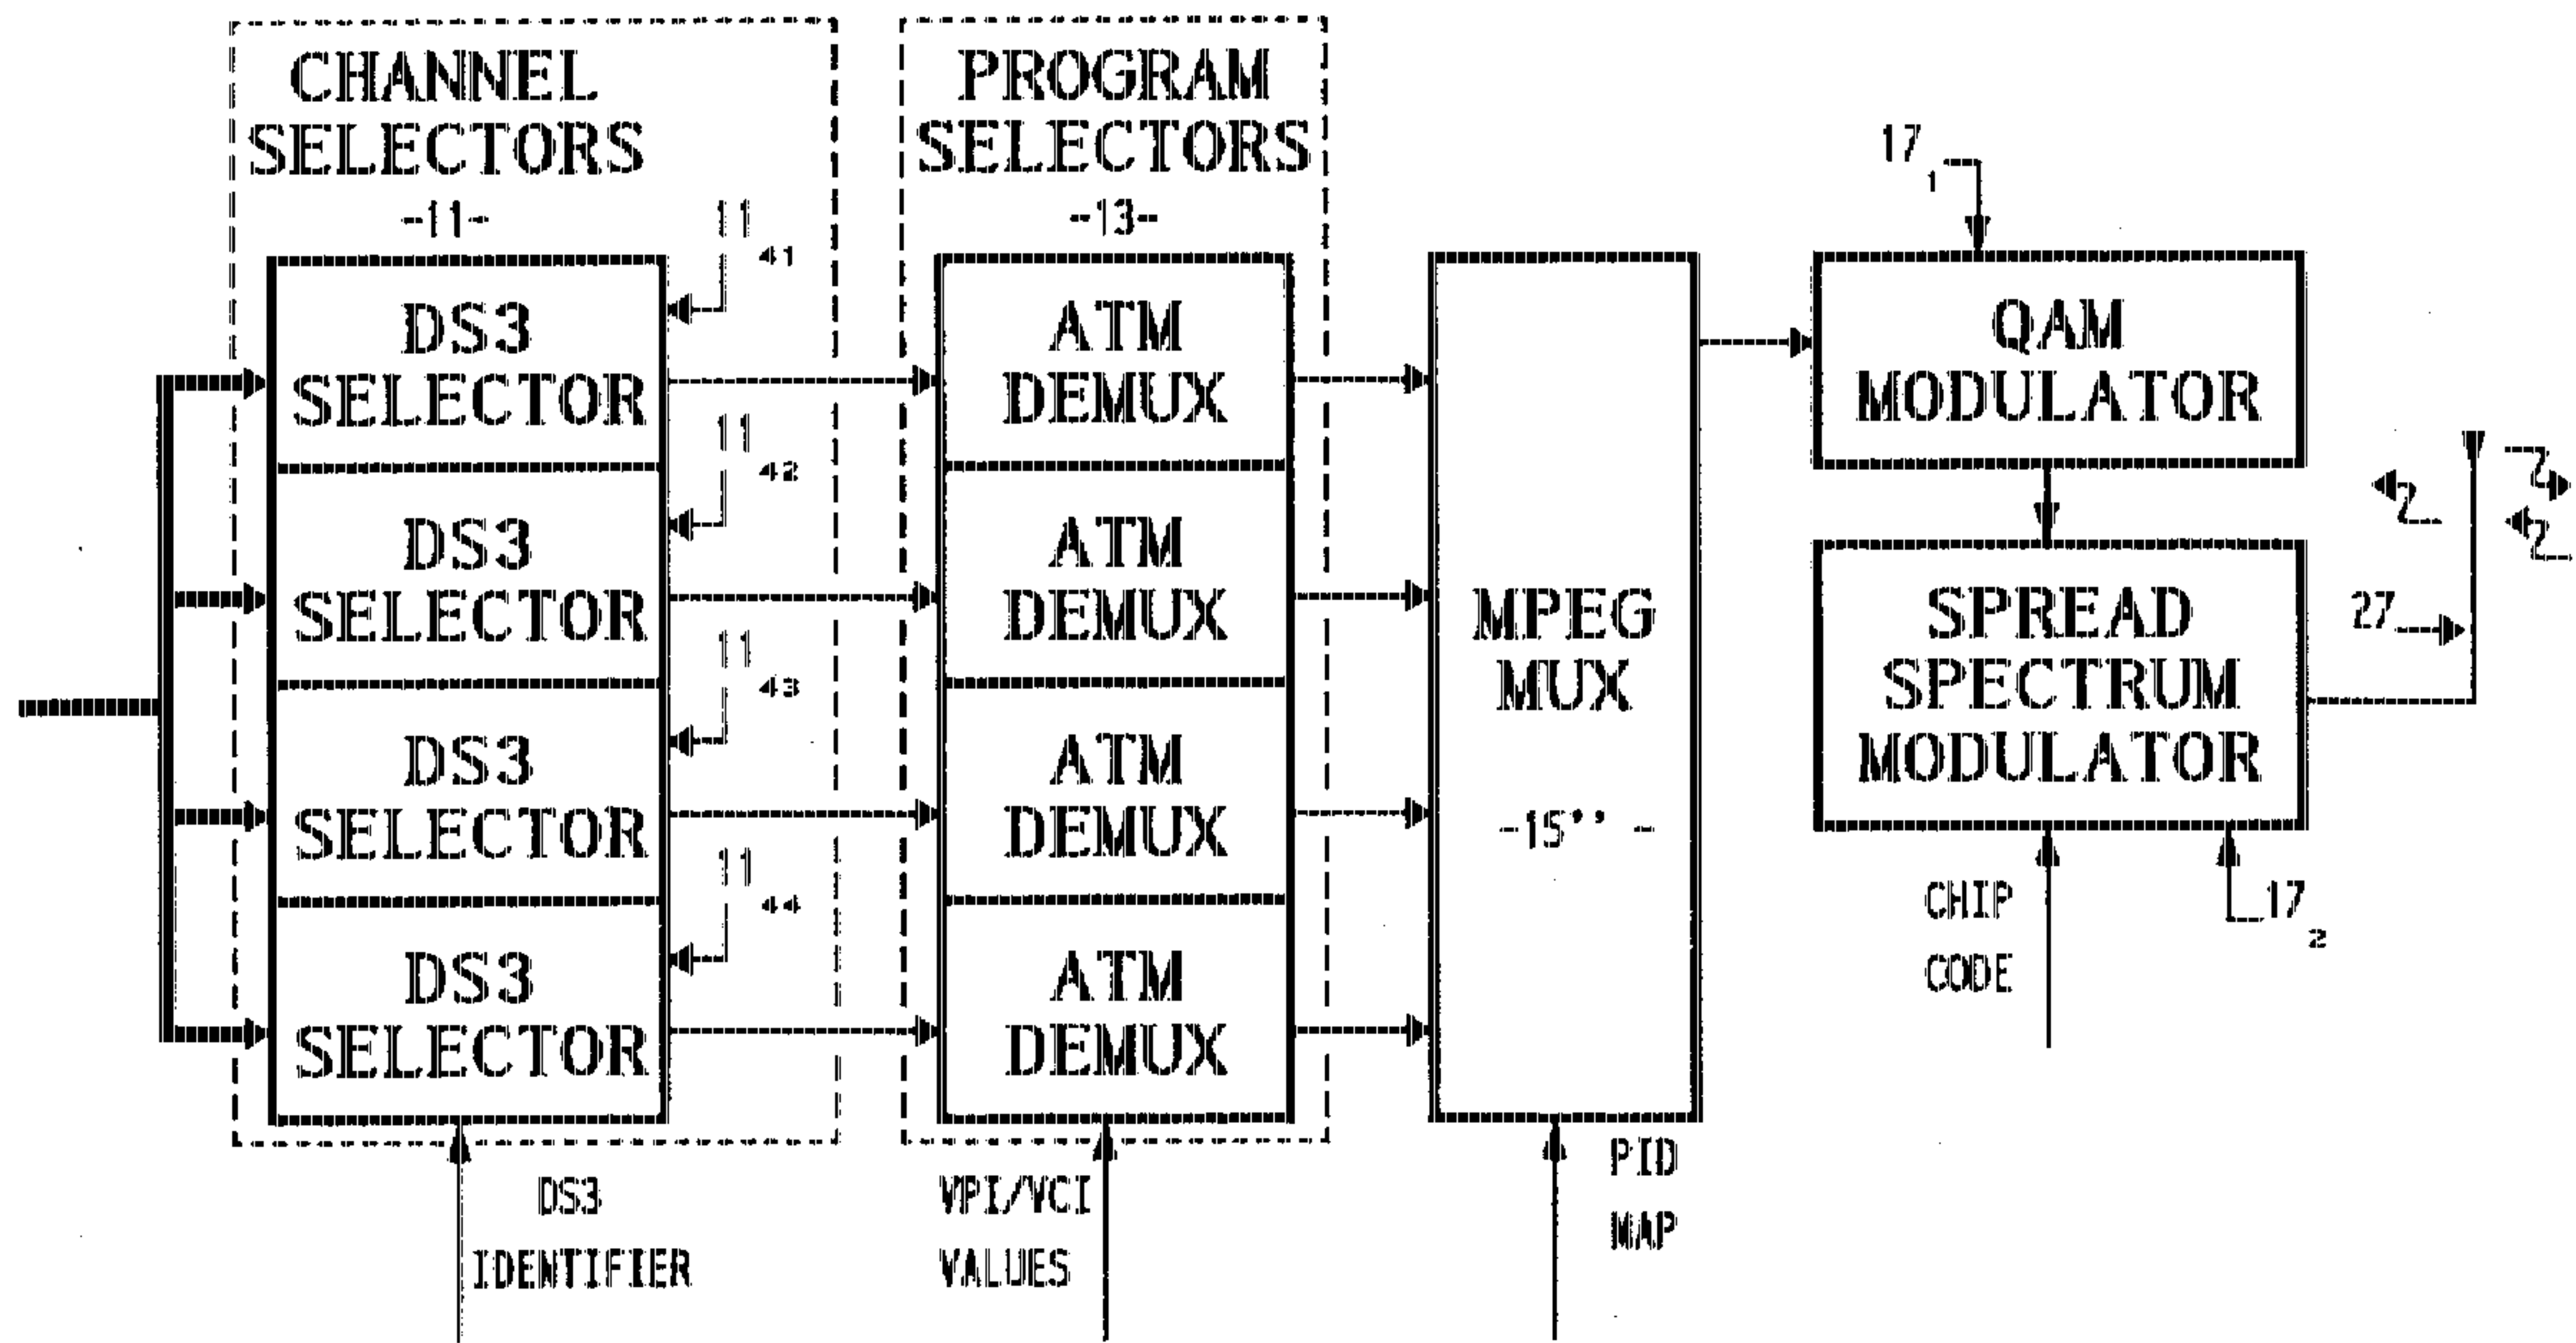 CHANNEL
SELECTORS
-11-
PROGRAM
SELECTORS
-13-
11
41
DS3
SELECTOR
11
42
DS3
SELECTOR
11
43
DS3
SELECTOR
11
44
DS3
SELECTOR
ATM
DEMUX
ATM
DEMUX
ATM
DEMUX
ATM
DEMUX
MPEG
MUX
-15'' -
17
1
QAM
MODULATOR
SPREAD
SPECTRUM
MODULATOR
27
CHIP
CODE
17
2
DS3
IDENTIFIER
VPI/VCI
VALUES
PID
MAP